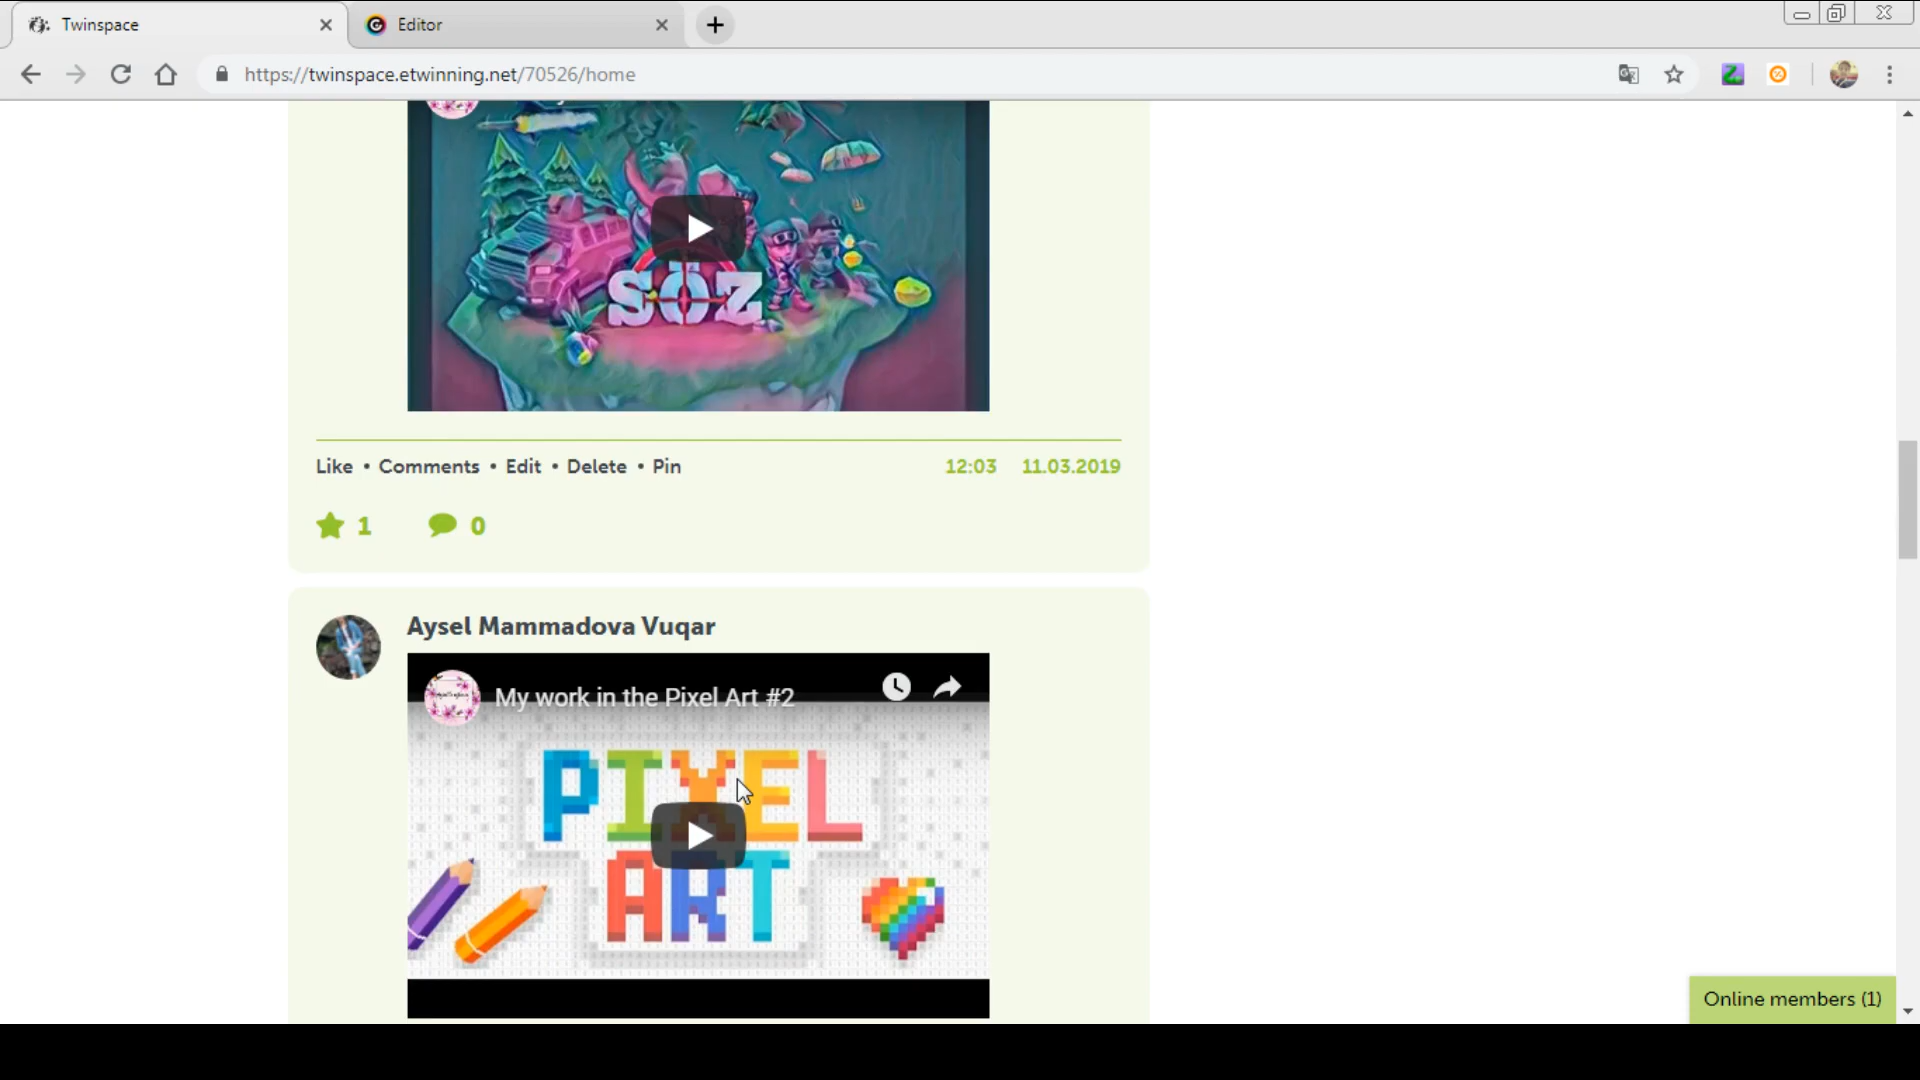 Twinspace
Editor
https://twinspace.etwinning.net/70526/home
SÖZ
Like • Comments • Edit • Delete • Pin
12:03 11.03.2019
1
0
Aysel Mammadova Vuqar
My work in the Pixel Art #2
PIXEL
ART
Online members (1)